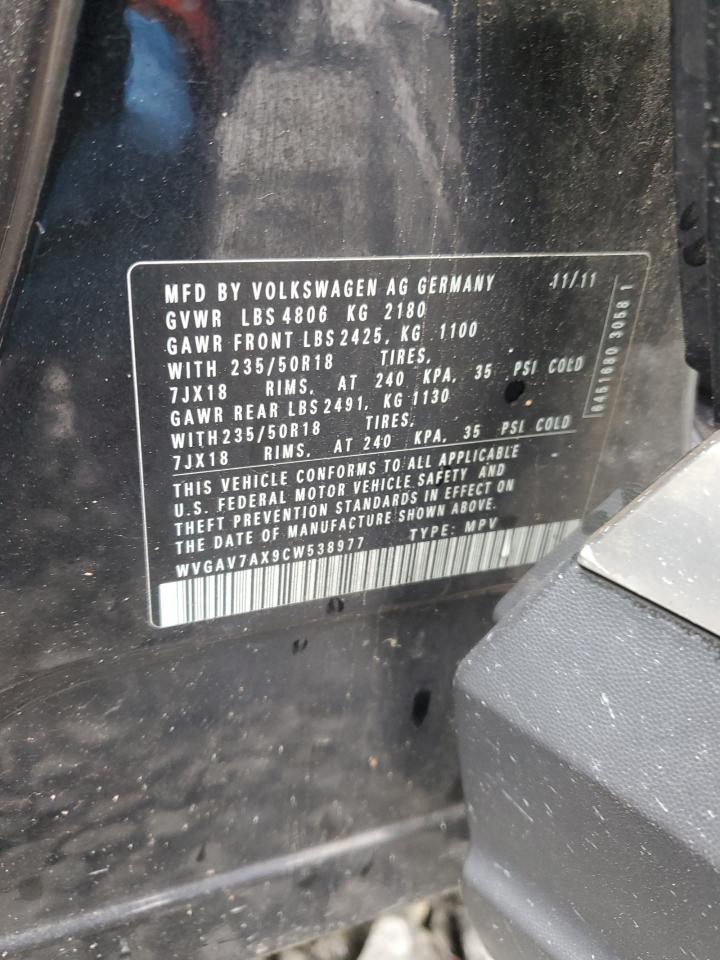 MFD BY VOLKSWAGEN AG GERMANY 11/11
GVWR LBS 4806 KG 2180
GAWR FRONT LBS 2425, KG 1100
WITH 235/50R18 TIRES,
7JX18 RIMS, AT 240 KPA, 35 PSI COLD
GAWR REAR LBS 2491, KG 1130
WITH 235/50R18 TIRES,
7JX18 RIMS, AT 240 KPA, 35 PSI COLD
THIS VEHICLE CONFORMS TO ALL APPLICABLE
U.S. FEDERAL MOTOR VEHICLE SAFETY AND
THEFT PREVENTION STANDARDS IN EFFECT ON
THE DATE OF MANUFACTURE SHOWN ABOVE.
WVGAV7AX9CW538977 TYPE: MPV
3058 1